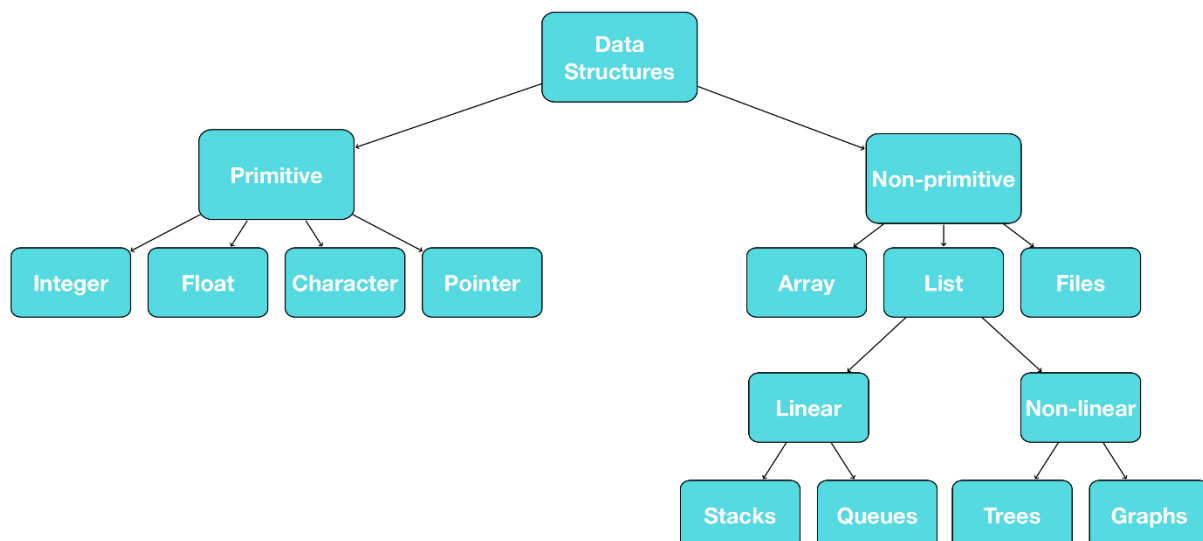 Data
Structures
Primitive
Non-primitive
Integer
Float
Character
Pointer
Array
List
Files
Linear
Non-linear
Stacks
Queues
Trees
Graphs